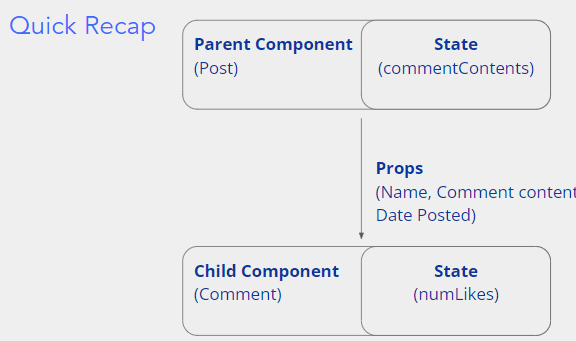 Quick Recap
Parent Component
(Post)
State
(commentContents)
Props
(Name, Comment content
Date Posted)
Child Component
(Comment)
State
(numLikes)